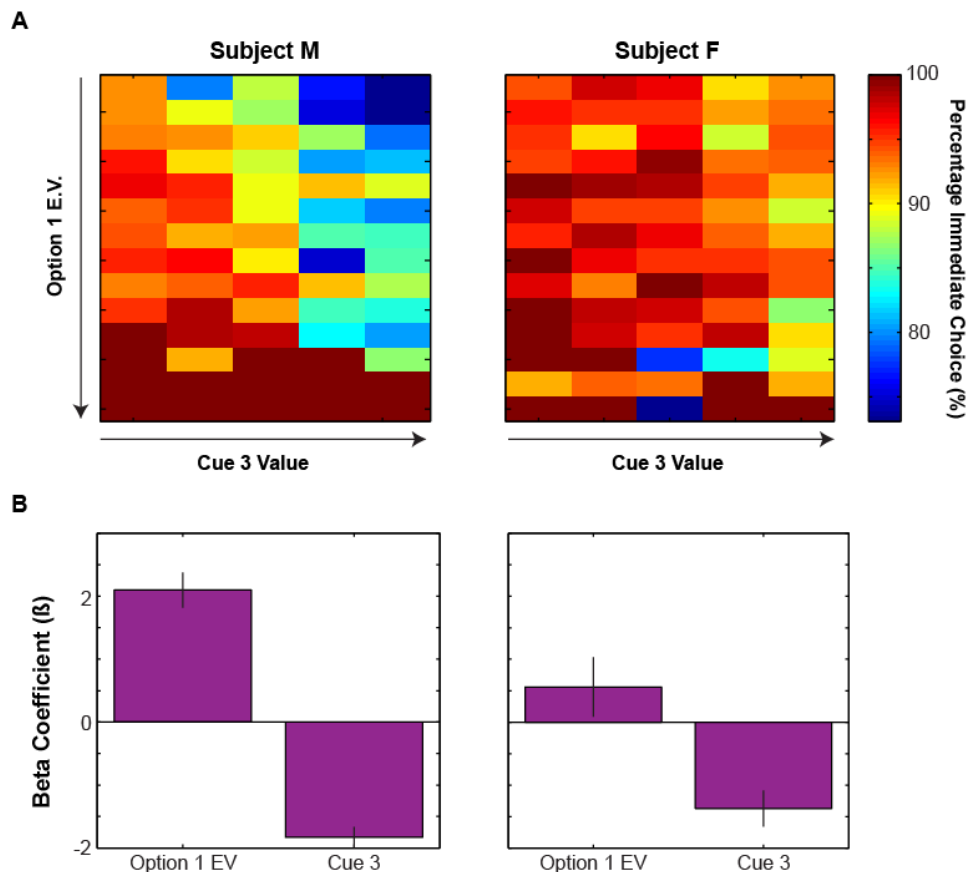 A
Subject M
Subject F
Option 1 E.V.
Cue 3 Value
Cue 3 Value
100
90
80
Percentage Immediate Choice (%)
B
Beta Coefficient (ß)
2
0
-2
Option 1 EV
Cue 3
Option 1 EV
Cue 3